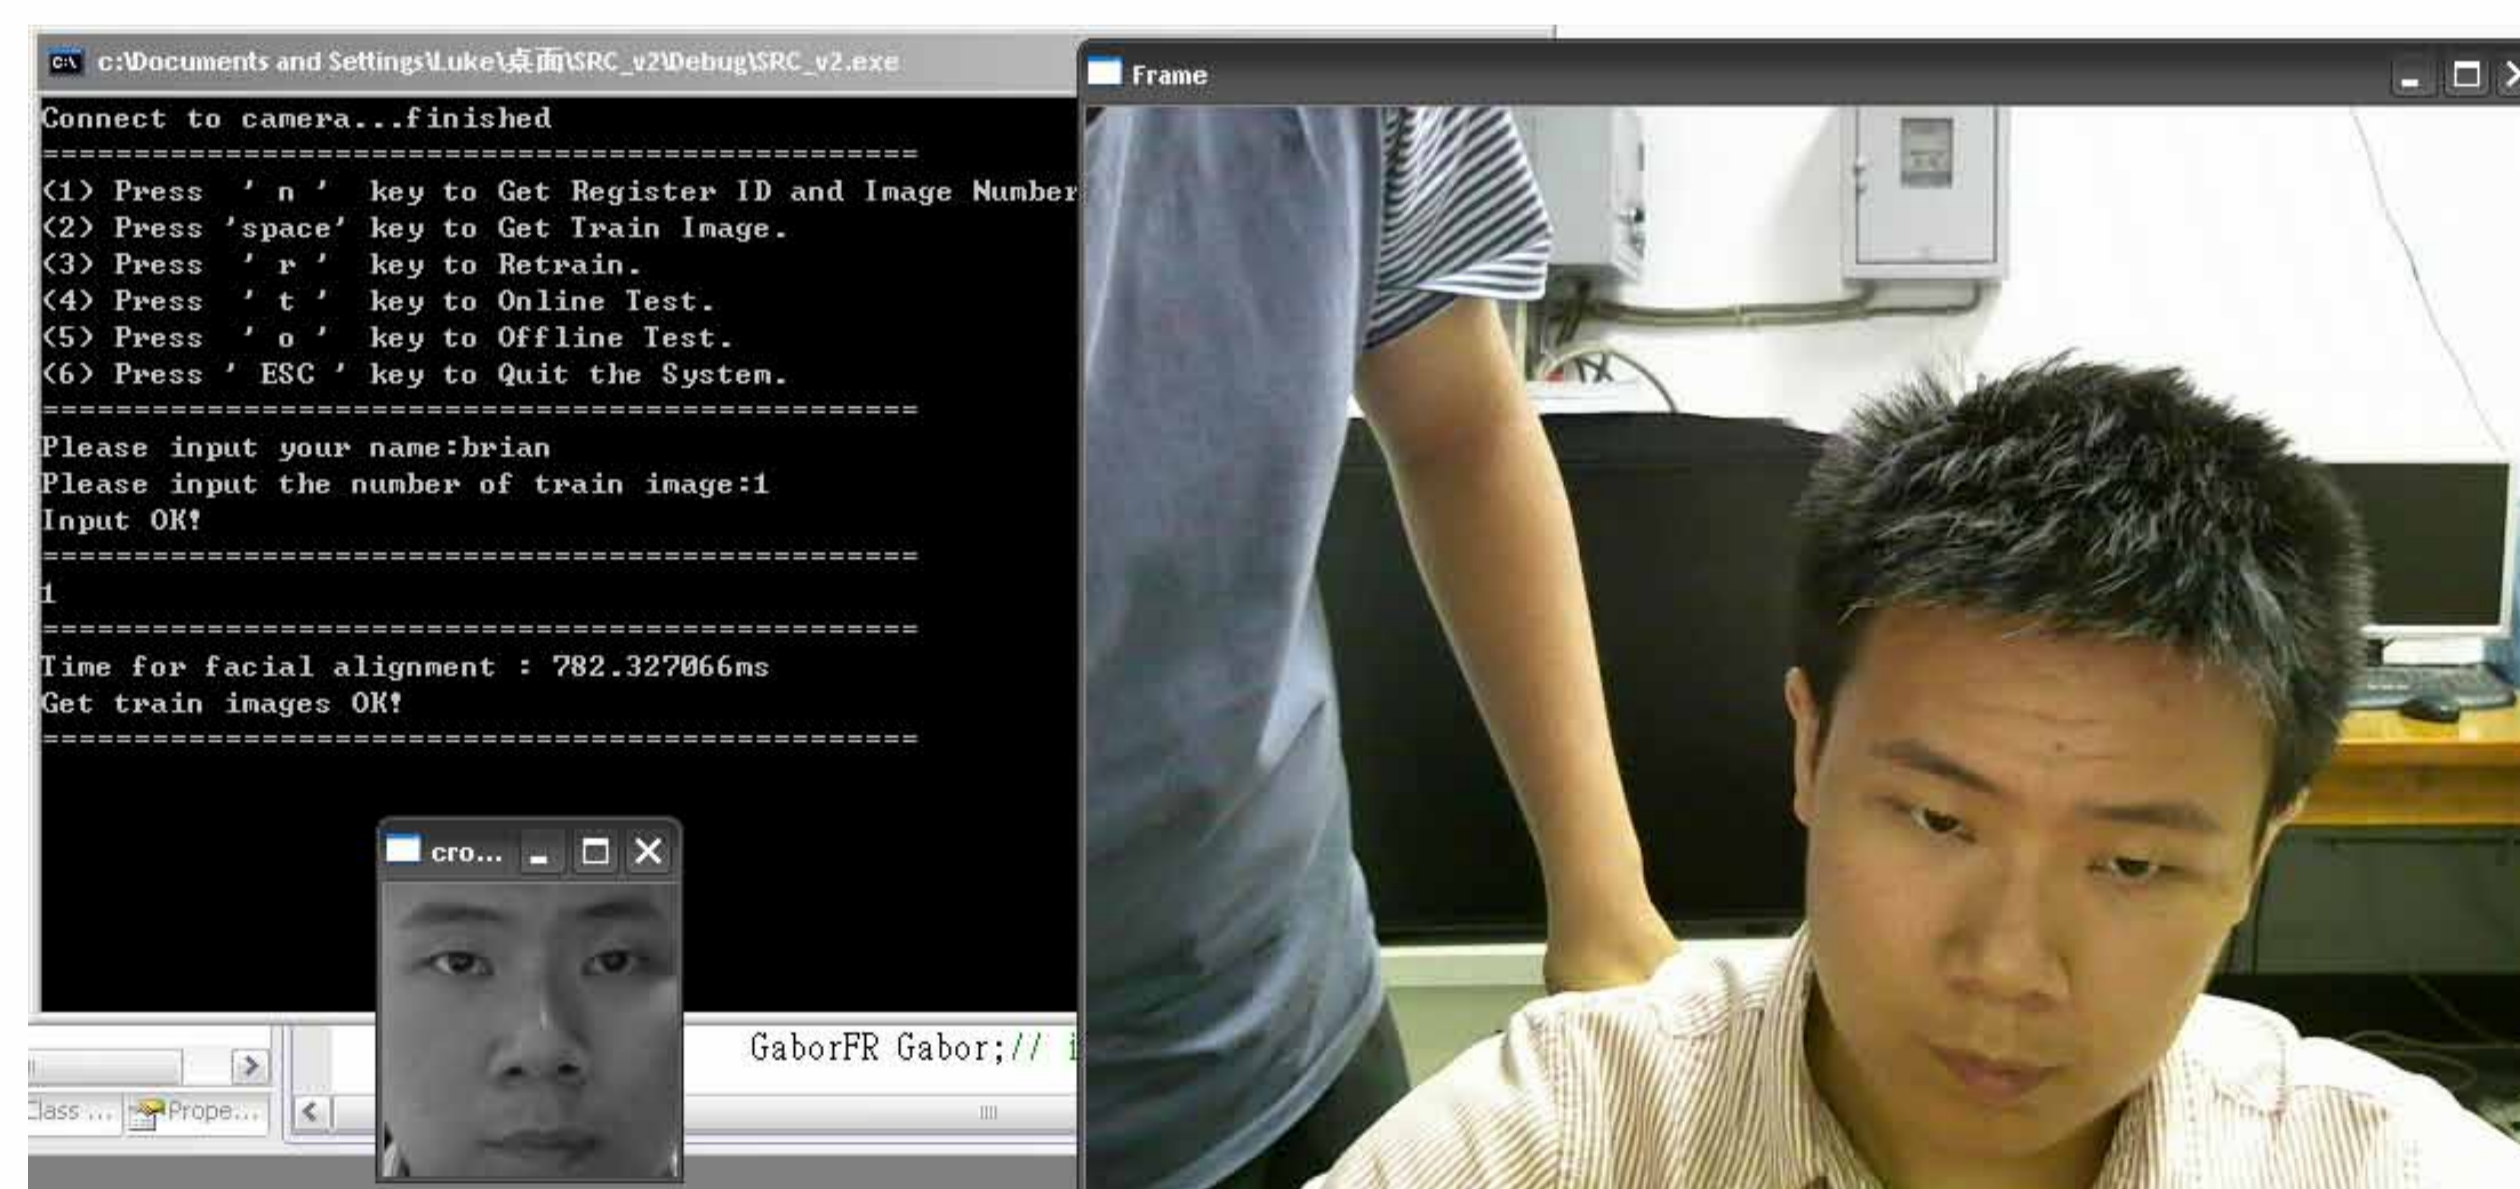 c:\Documents and Settings\Luke\桌面\SRC_v2\Debug\SRC_v2.exe
Connect to camera...finished
================================================
(1) Press ' n ' key to Get Register ID and Image Number
(2) Press 'space' key to Get Train Image.
(3) Press ' r ' key to Retrain.
(4) Press ' t ' key to Online Test.
(5) Press ' o ' key to Offline Test.
(6) Press ' ESC ' key to Quit the System.
================================================
Please input your name:brian
Please input the number of train image:1
Input OK!
================================================
1
================================================
Time for facial alignment : 782.327066ms
Get train images OK!
================================================
Frame
cro...
GaborFR Gabor;// i
Class ...
Prope...